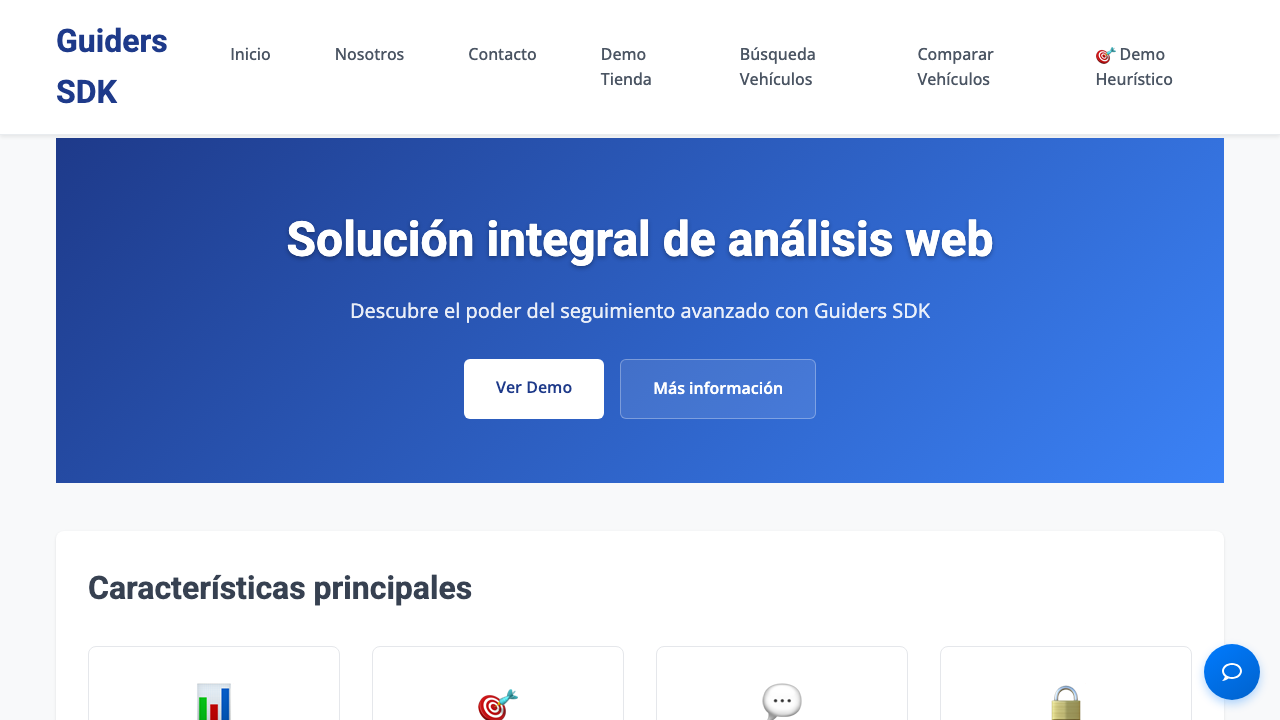 Guiders
SDK
Inicio
Nosotros
Contacto
Demo
Tienda
Búsqueda
Vehículos
Comparar
Vehículos
🎯 Demo
Heurístico
Solución integral de análisis web
Descubre el poder del seguimiento avanzado con Guiders SDK
Ver Demo
Más información
Características principales